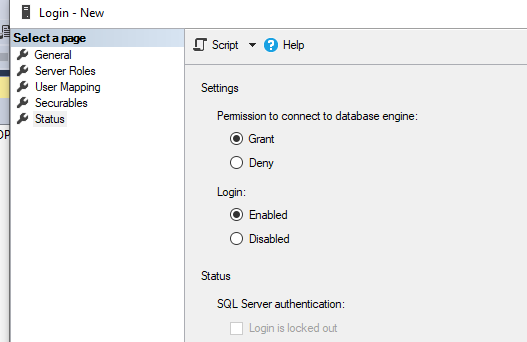 Login - New
Select a page
General
Server Roles
User Mapping
Securables
Status
Script
Help
Settings
Permission to connect to database engine:
Grant
Deny
Login:
Enabled
Disabled
Status
SQL Server authentication:
Login is locked out